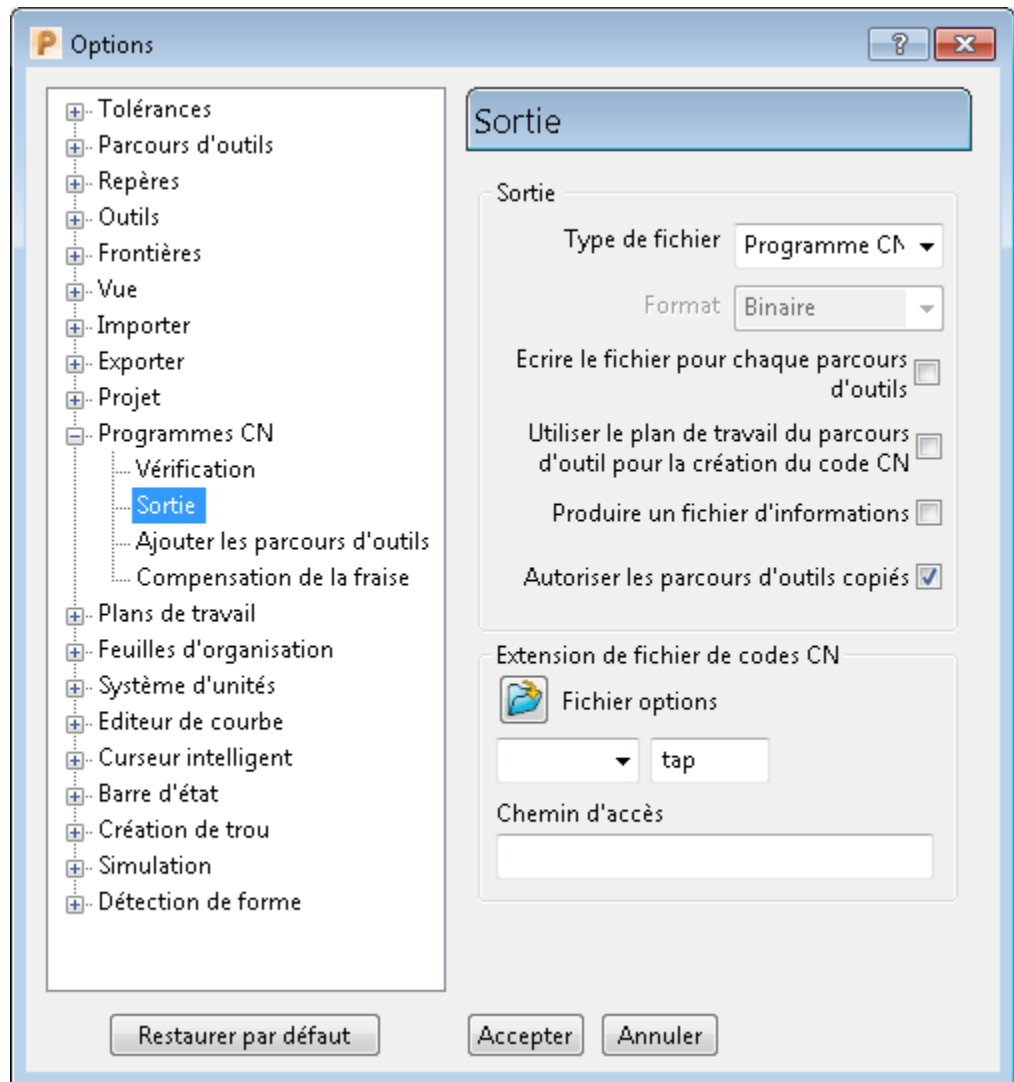 Options
Tolérances
Parcours d'outils
Repères
Outils
Frontières
Vue
Importer
Exporter
Projet
Programmes CN
Vérification
Sortie
Ajouter les parcours d'outils
Compensation de la fraise
Plans de travail
Feuilles d'organisation
Système d'unités
Editeur de courbe
Curseur intelligent
Barre d'état
Création de trou
Simulation
Détection de forme
Sortie
Sortie
Type de fichier Programme CN
Format Binaire
Ecrire le fichier pour chaque parcours
d'outils
Utiliser le plan de travail du parcours
d'outil pour la création du code CN
Produire un fichier d'informations
Autoriser les parcours d'outils copiés
Extension de fichier de codes CN
Fichier options
tap
Chemin d'accès
Restaurer par défaut Accepter Annuler